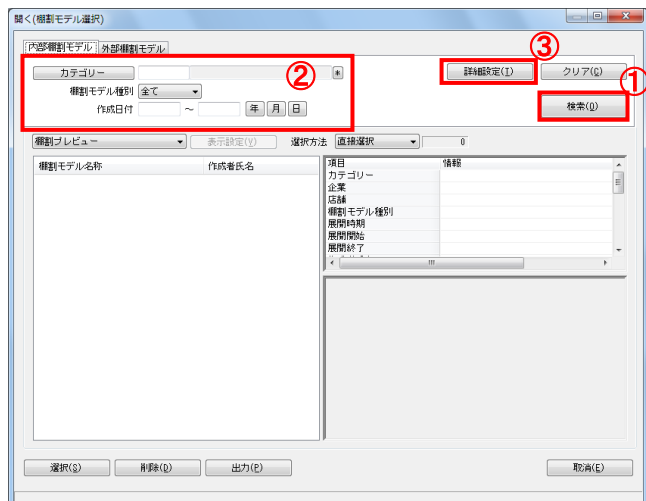 開く(棚割モデル選択)
内部棚割モデル 外部棚割モデル
③
カテゴリー ② * 詳細設定(I) クリア(C) ①
棚割モデル種別 全て
作成日付 ～ 年 月 日 検索(Q)
棚割プレビュー 表示設定(V) 選択方法 直接選択 0
棚割モデル名称 作成者氏名
項目 情報
カテゴリー
企業
店舗
棚割モデル種別
展開時期
展開開始
展開終了
選択(S) 削除(D) 出力(P) 取消(E)